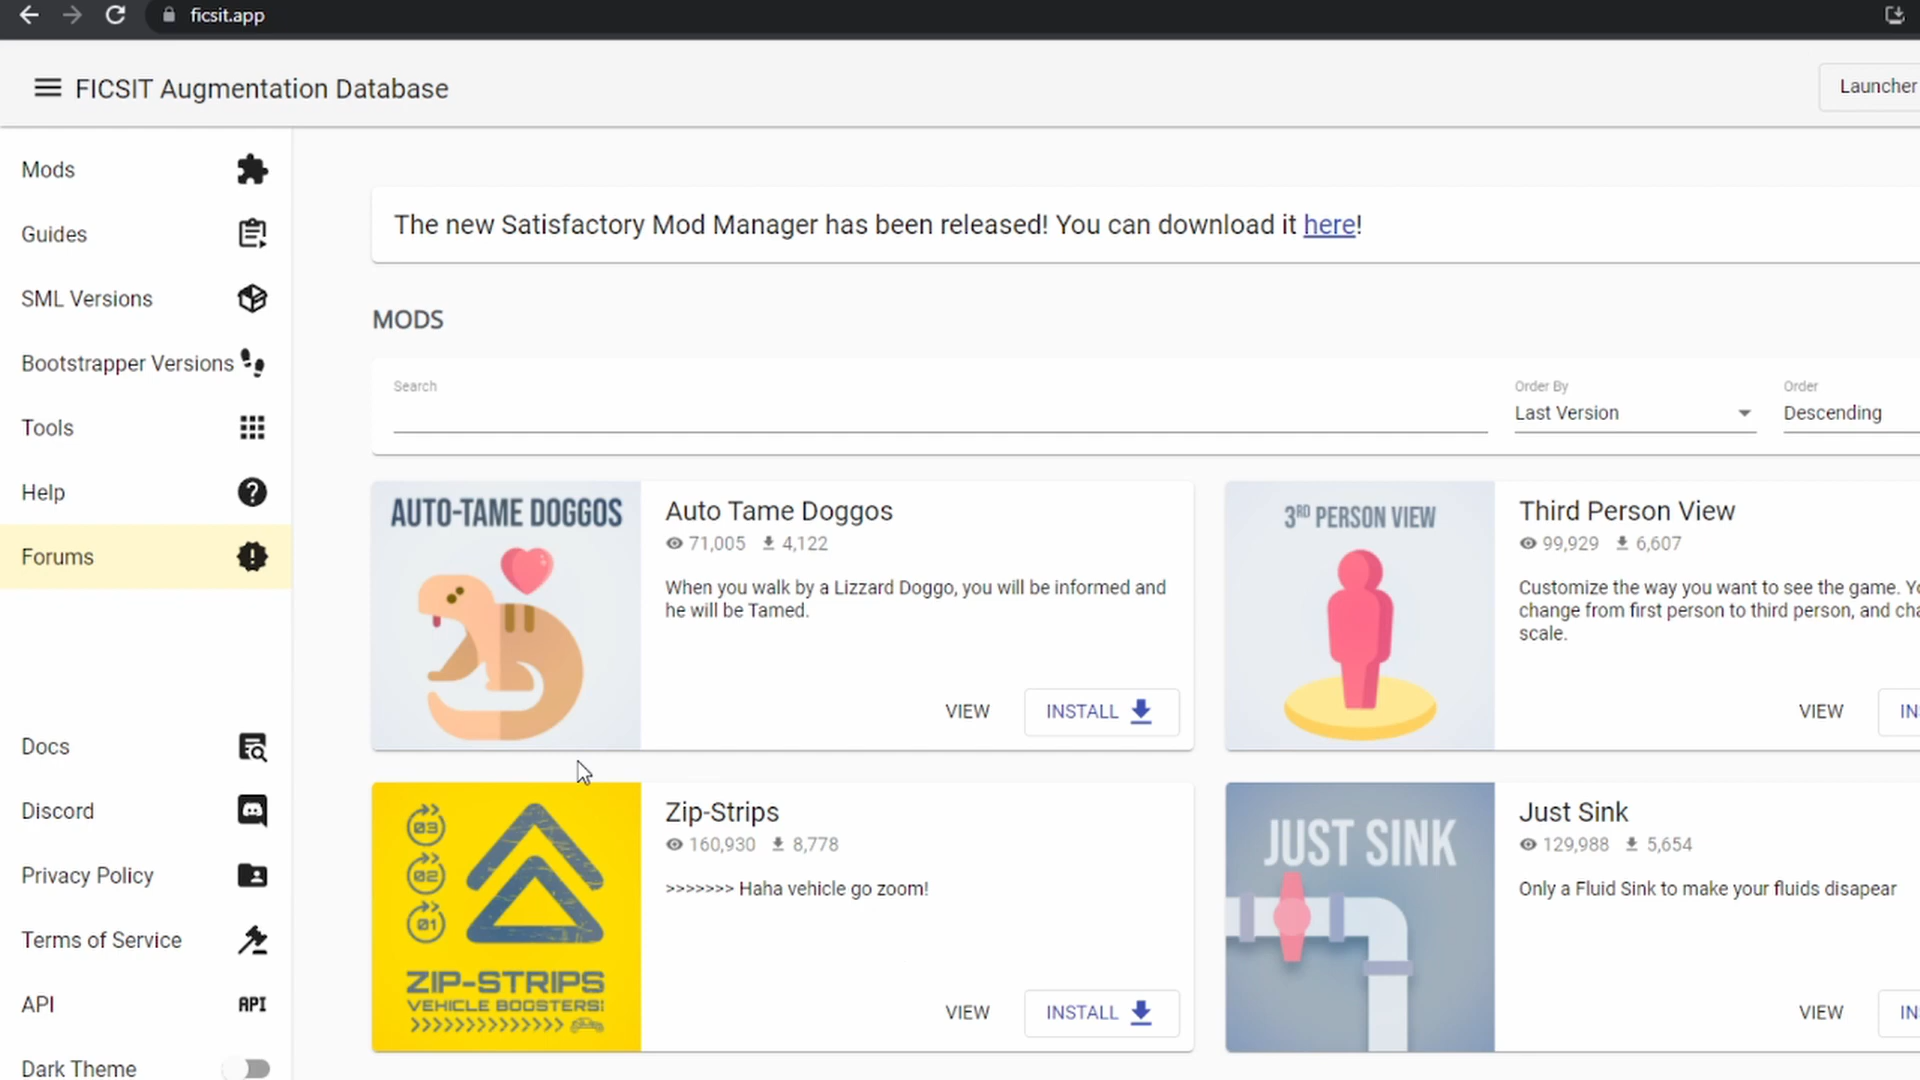 ficsit.app
FICSIT Augmentation Database
Launcher
Mods
Guides
SML Versions
Bootstrapper Versions
Tools
Help
Forums
Docs
Discord
Privacy Policy
Terms of Service
API
API
Dark Theme
The new Satisfactory Mod Manager has been released! You can download it here!
MODS
Search
Order By
Last Version
Order
Descending
AUTO-TAME DOGGOS
Auto Tame Doggos
71,005 4,122
When you walk by a Lizzard Doggo, you will be informed and
he will be Tamed.
VIEW INSTALL
3RD PERSON VIEW
Third Person View
99,929 6,607
Customize the way you want to see the game. Yo
change from first person to third person, and cha
scale.
VIEW IN
03
02
01
ZIP-STRIPS
VEHICLE BOOSTERS!
>>>>>>>>>>>>>
Zip-Strips
160,930 8,778
>>>>>>> Haha vehicle go zoom!
VIEW INSTALL
JUST SINK
Just Sink
129,988 5,654
Only a Fluid Sink to make your fluids disapear
VIEW IN